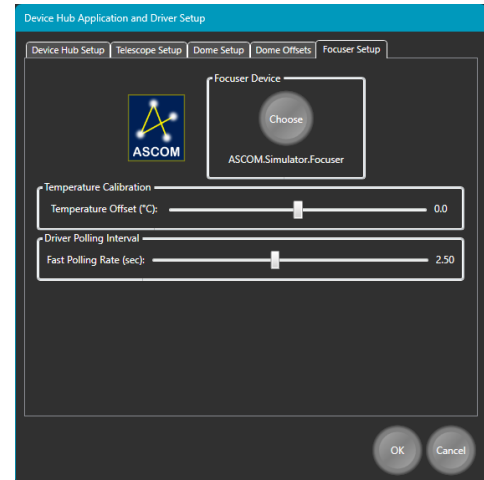 Device Hub Application and Driver Setup
Device Hub Setup Telescope Setup Dome Setup Dome Offsets Focuser Setup
Focuser Device
Choose
ASCOM
ASCOM.Simulator.Focuser
Temperature Calibration
Temperature Offset (°C): 0.0
Driver Polling Interval
Fast Polling Rate (sec): 2.50
OK Cancel